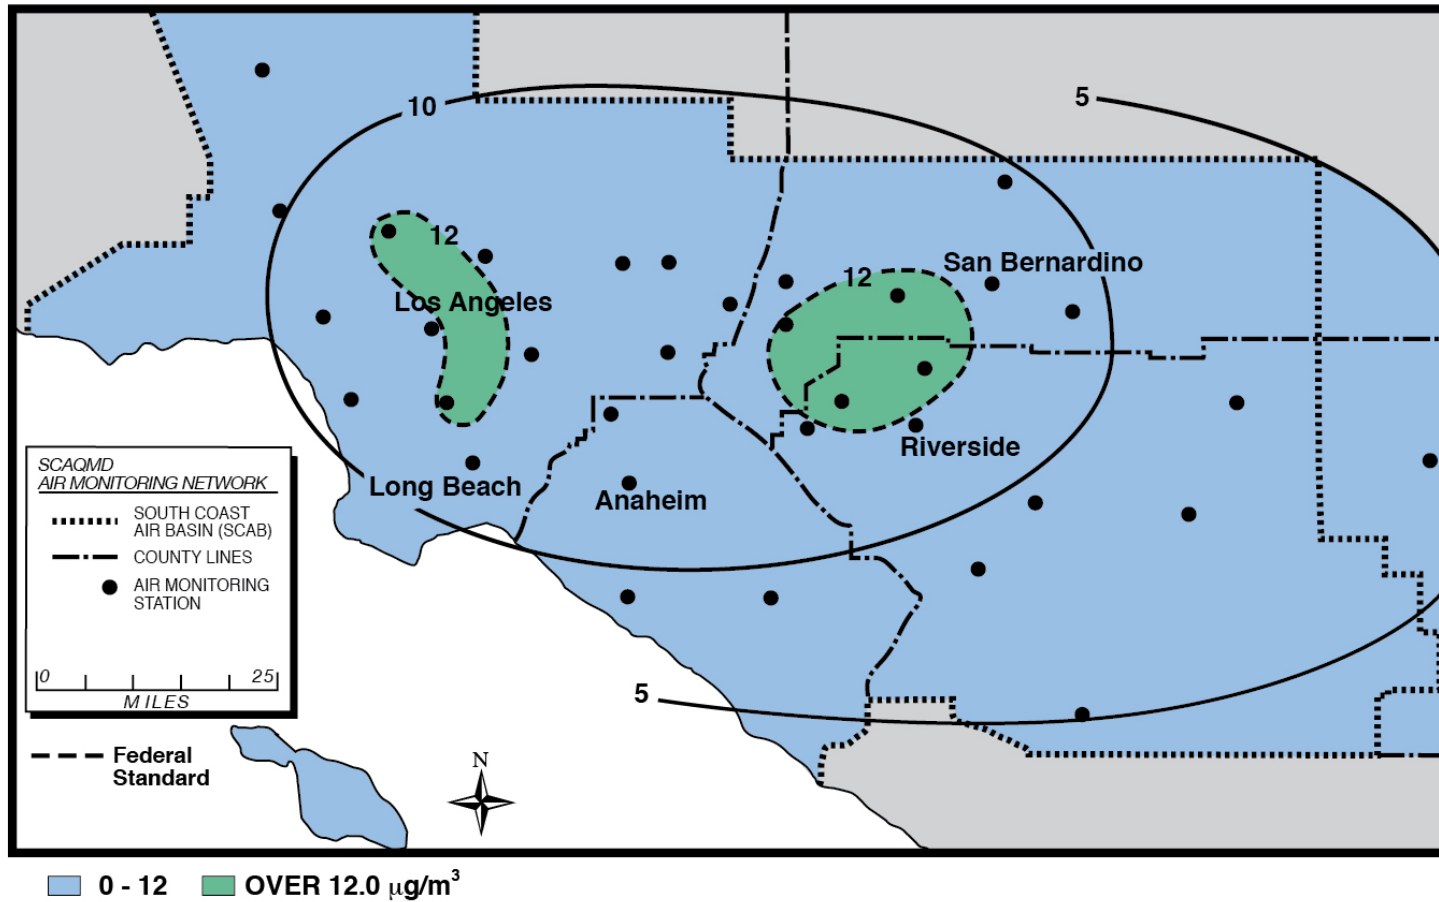 10
5
12
San Bernardino
12
Los Angeles
Riverside
Long Beach
Anaheim
SCAQMD
AIR MONITORING NETWORK
SOUTH COAST
AIR BASIN (SCAB)
COUNTY LINES
AIR MONITORING
STATION
0 25
MILES
5
Federal
Standard
N
0 - 12 OVER 12.0 μg/m³